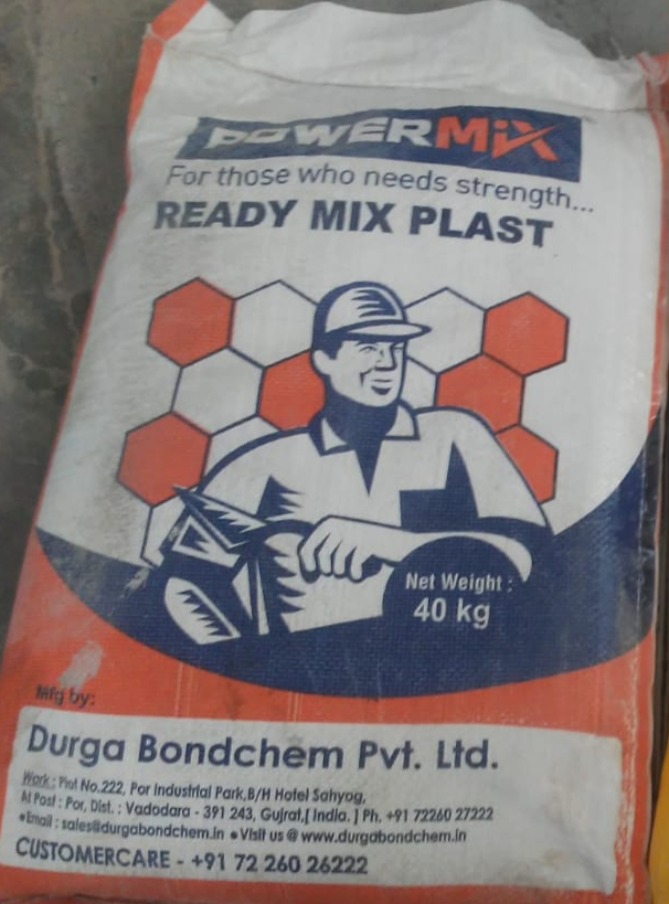 POWERMiX
For those who needs strength...
READY MIX PLAST
Net Weight :
40 kg
Mfg by:
Durga Bondchem Pvt. Ltd.
Work : Plot No.222, Por Industrial Park,B/H Hotel Sahyog,
At Post : Por, Dist. : Vadodara - 391 243, Gujrat,[ India. ] Ph. +91 72260 27222
•Email : sales@durgabondchem.in •Visit us @ www.durgabondchem.in
CUSTOMERCARE - +91 72 260 26222